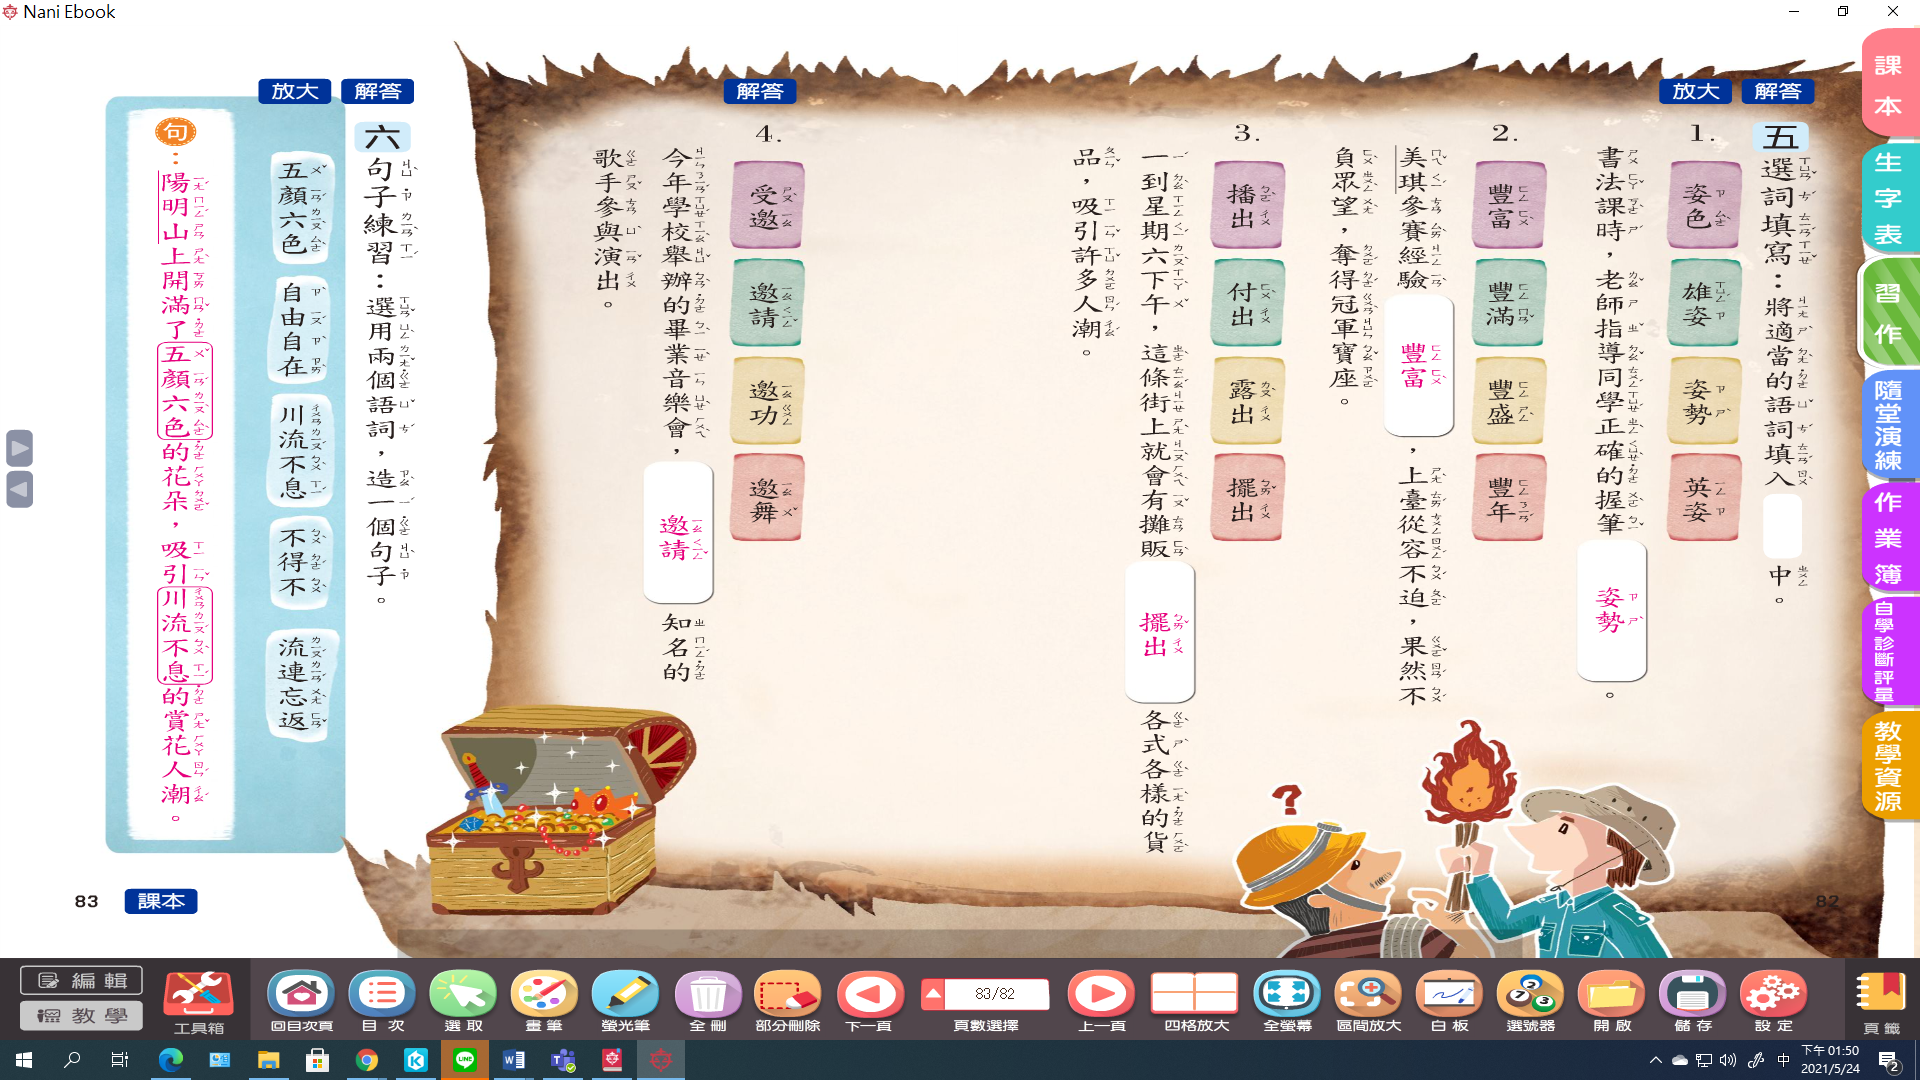 Nani Ebook
解答
放大
五
選詞填寫：將適當的語詞填入　中。
1.
姿色
雄姿
姿勢
英姿
書法課時，老師指導同學正確的握筆
姿勢
。
2.
豐富
豐滿
豐盛
豐年
美琪參賽經驗
豐富
，上臺從容不迫，果然不
負眾望，奪得冠軍寶座。
3.
播出
付出
露出
擺出
一到星期六下午，這條街上就會有攤販
擺出
各式各樣的貨
品，吸引許多人潮。
解答
4.
受邀
邀請
邀功
邀舞
今年學校舉辦的畢業音樂會，
邀請
知名的
歌手參與演出。
解答
放大
六
句子練習：選用兩個語詞，造一個句子。
五顏六色
自由自在
川流不息
不得不
流連忘返
句：
陽明山上開滿了五顏六色的花朵，吸引川流不息的賞花人潮。
83
課本
82
課本
生字表
習作
隨堂演練
作業簿
自學診斷評量
教學資源
編輯
教學
工具箱
回目次頁
目次
選取
畫筆
螢光筆
全刪
部分刪除
下一頁
83/82
頁數選擇
上一頁
四格放大
全螢幕
區間放大
白板
選號器
開啟
儲存
設定
頁籤
中
下午 01:50
2021/5/24
2